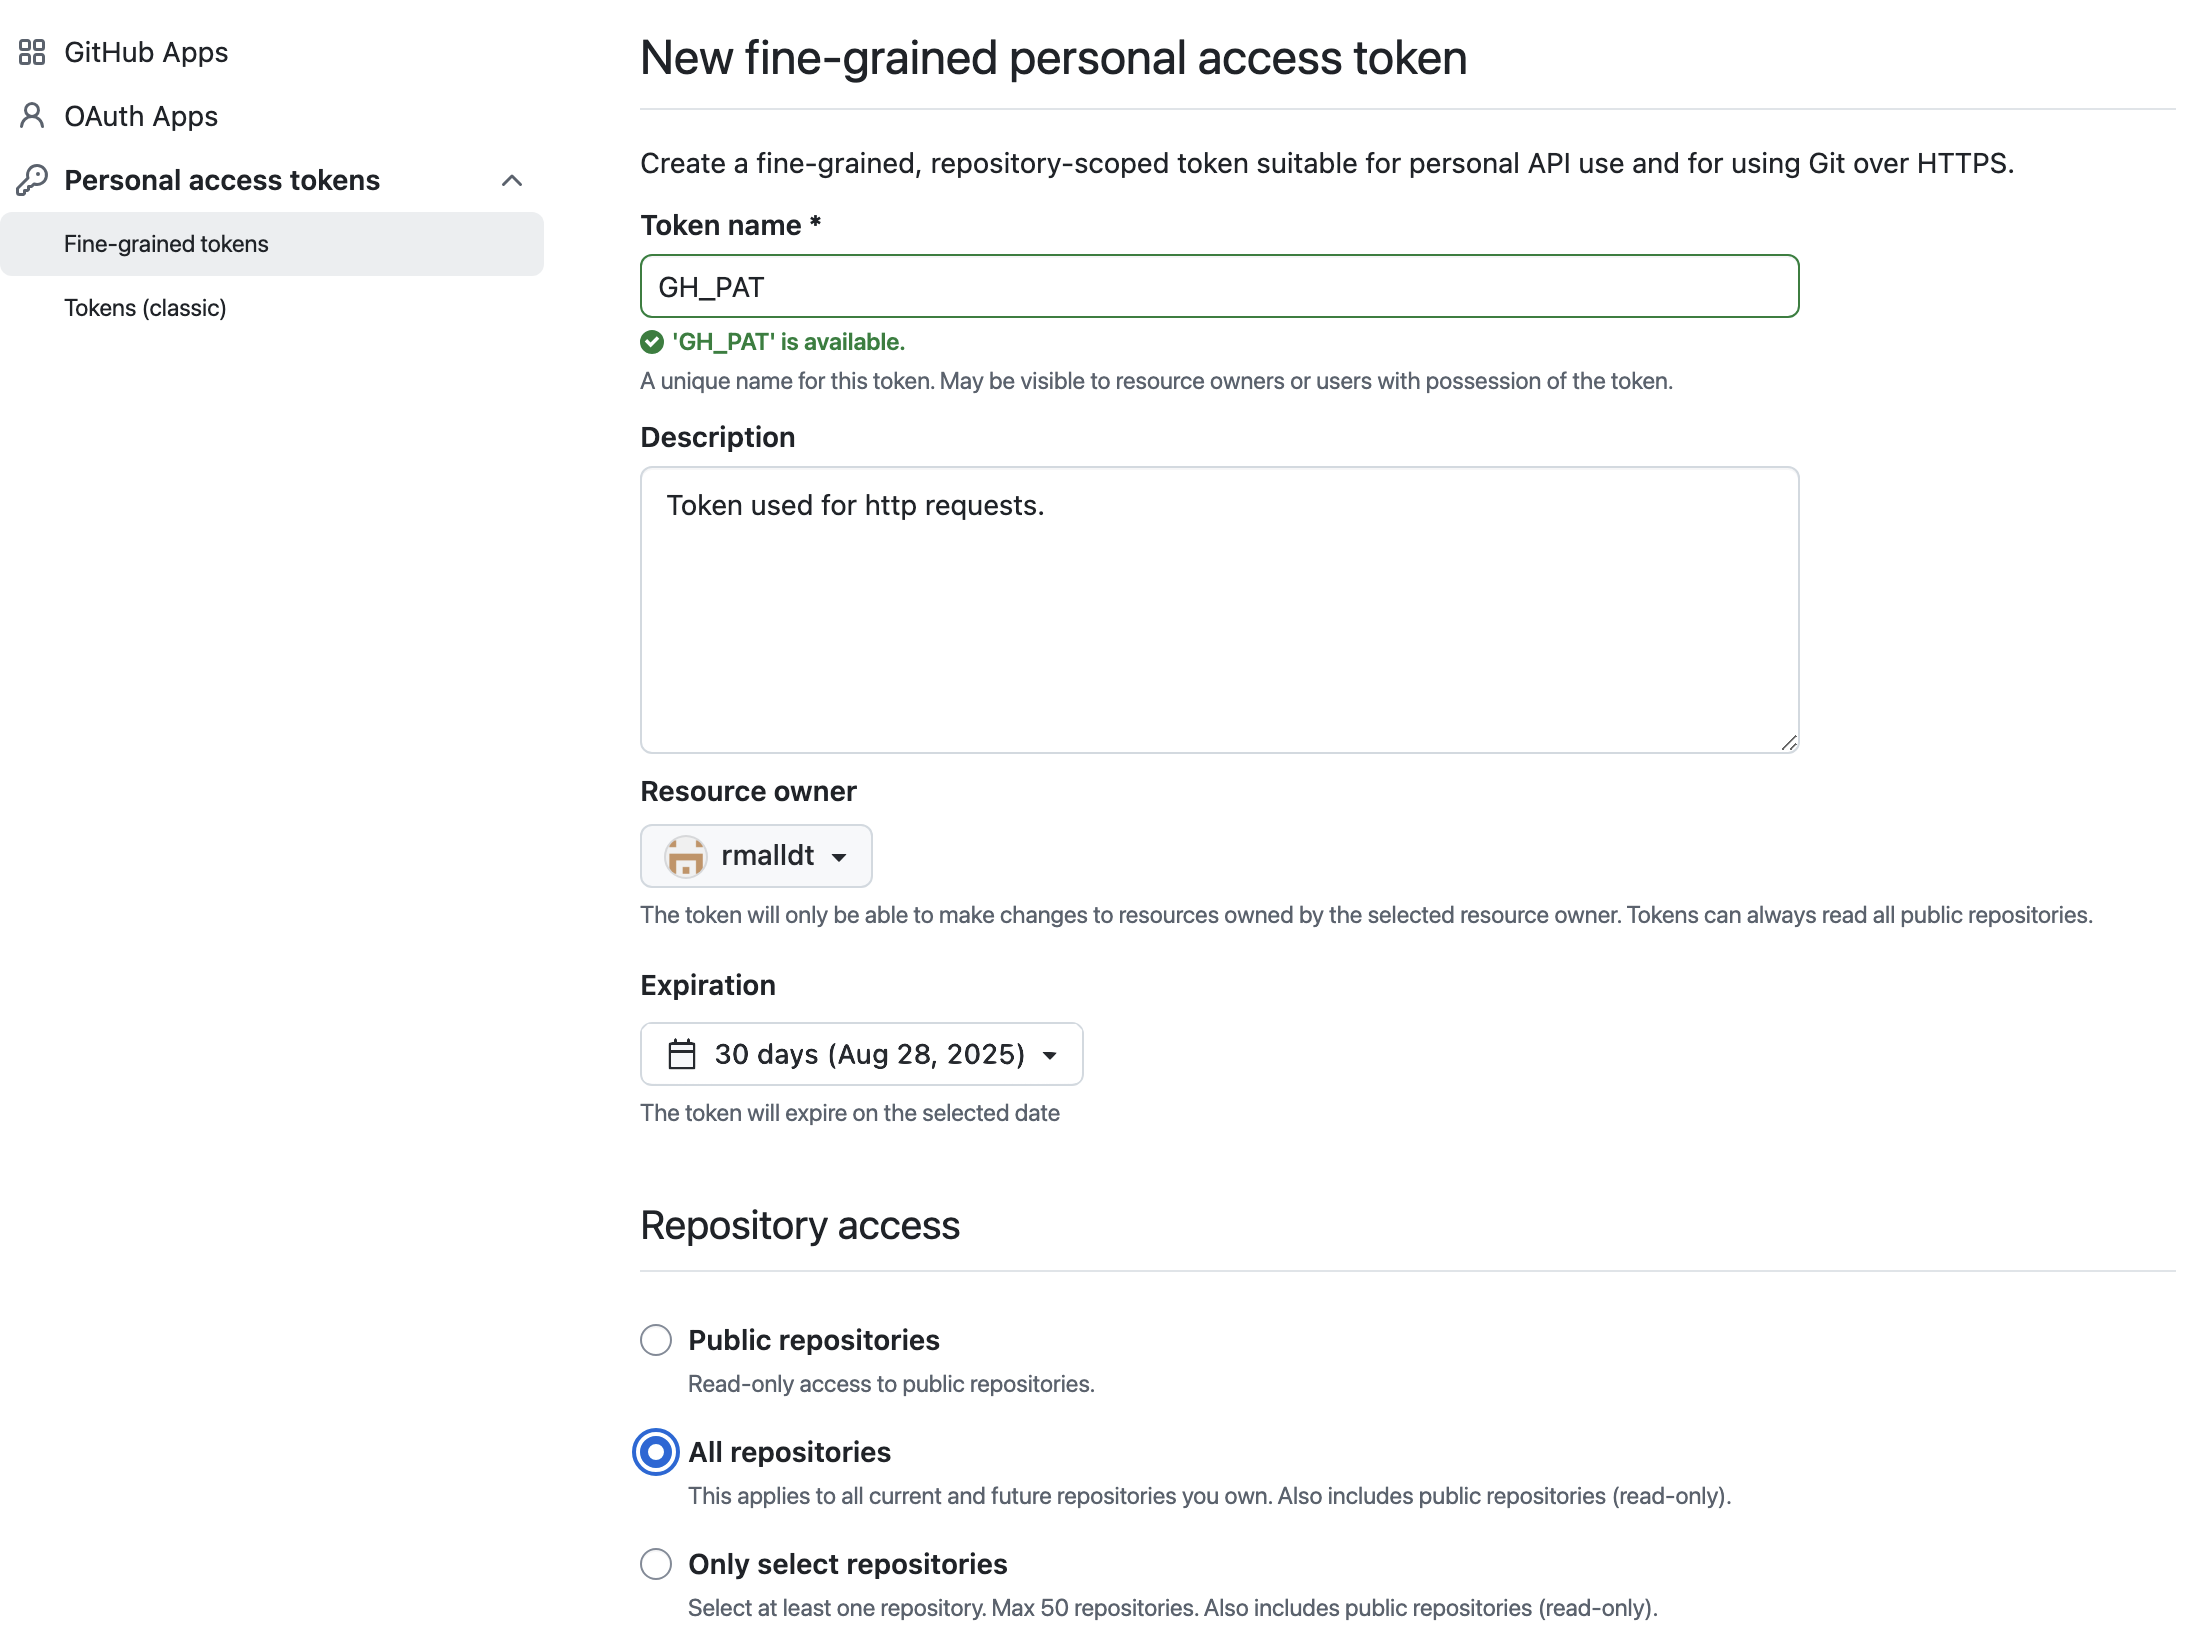 GitHub Apps
OAuth Apps
Personal access tokens
Fine-grained tokens
Tokens (classic)
New fine-grained personal access token
Create a fine-grained, repository-scoped token suitable for personal API use and for using Git over HTTPS.
Token name *
GH_PAT
'GH_PAT' is available.
A unique name for this token. May be visible to resource owners or users with possession of the token.
Description
Token used for http requests.
Resource owner
rmalldt
The token will only be able to make changes to resources owned by the selected resource owner. Tokens can always read all public repositories.
Expiration
30 days (Aug 28, 2025)
The token will expire on the selected date
Repository access
Public repositories
Read-only access to public repositories.
All repositories
This applies to all current and future repositories you own. Also includes public repositories (read-only).
Only select repositories
Select at least one repository. Max 50 repositories. Also includes public repositories (read-only).